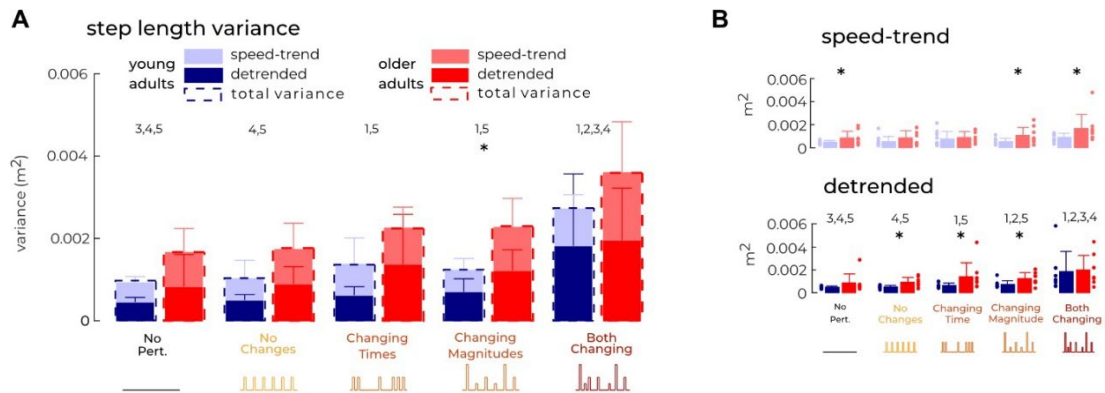 A
step length variance
young adults
speed-trend
detrended
total variance
older adults
speed-trend
detrended
total variance
variance (m²)
0.006
0.004
0.002
0
3,4,5
4,5
1,5
1,5
*
1,2,3,4
No Pert.
No Changes
Changing Times
Changing Magnitudes
Both Changing
B
speed-trend
m²
0.006
0.004
0.002
0
*
*
*
detrended
m²
0.006
0.004
0.002
0
3,4,5
4,5
*
1,5
*
1,2,5
*
1,2,3,4
No Pert.
No Changes
Changing Time
Changing Magnitude
Both Changing